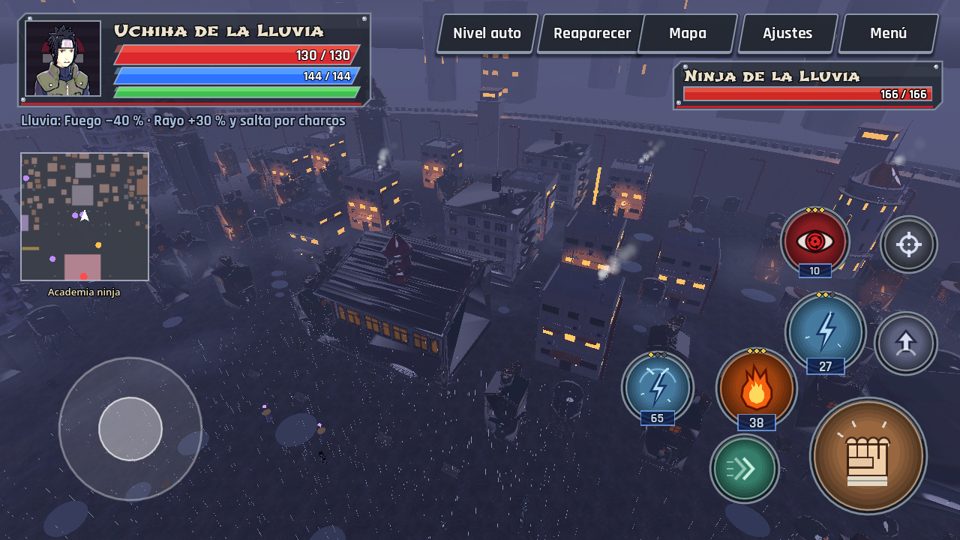 Uchiha de la Lluvia
130 / 130
144 / 144
Lluvia: Fuego −40 % · Rayo +30 % y salta por charcos
Nivel auto
Reaparecer
Mapa
Ajustes
Menú
Ninja de la Lluvia
166 / 166
Academia ninja
10
27
65
38